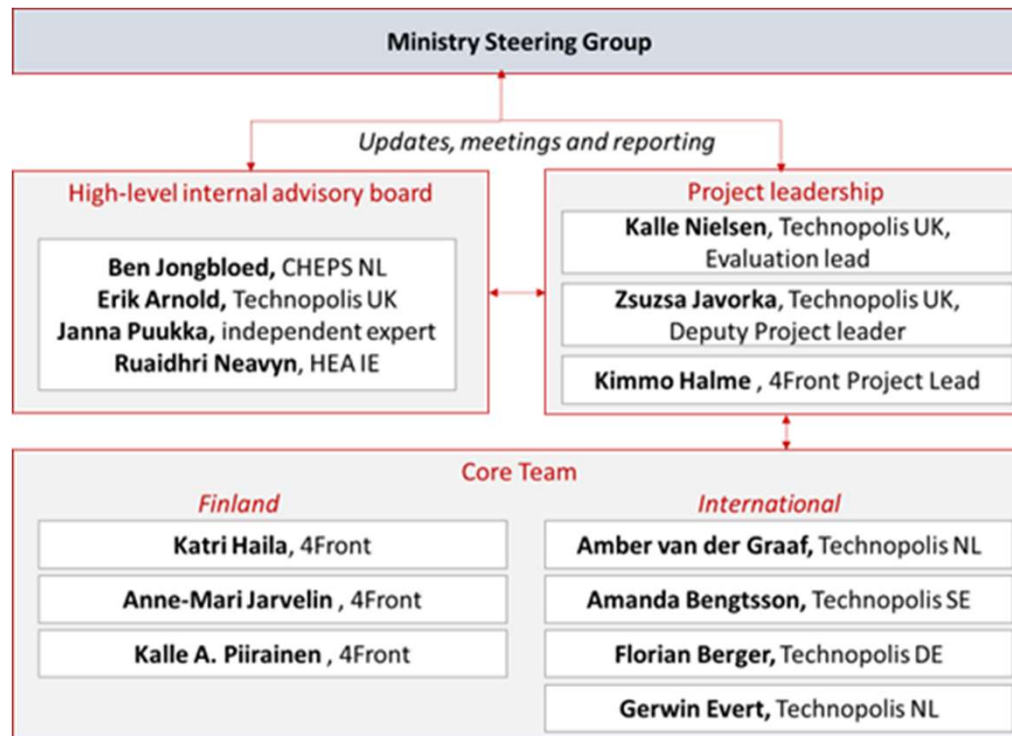 Ministry Steering Group
Updates, meetings and reporting
High-level internal advisory board
Ben Jongbloed, CHEPS NL
Erik Arnold, Technopolis UK
Janna Puukka, independent expert
Ruaidhri Neavyn, HEA IE
Project leadership
Kalle Nielsen, Technopolis UK,
Evaluation lead
Zsuzsa Javorka, Technopolis UK,
Deputy Project leader
Kimmo Halme , 4Front Project Lead
Core Team
Finland
Katri Haila, 4Front
Anne-Mari Jarvelin , 4Front
Kalle A. Piirainen , 4Front
International
Amber van der Graaf, Technopolis NL
Amanda Bengtsson, Technopolis SE
Florian Berger, Technopolis DE
Gerwin Evert, Technopolis NL